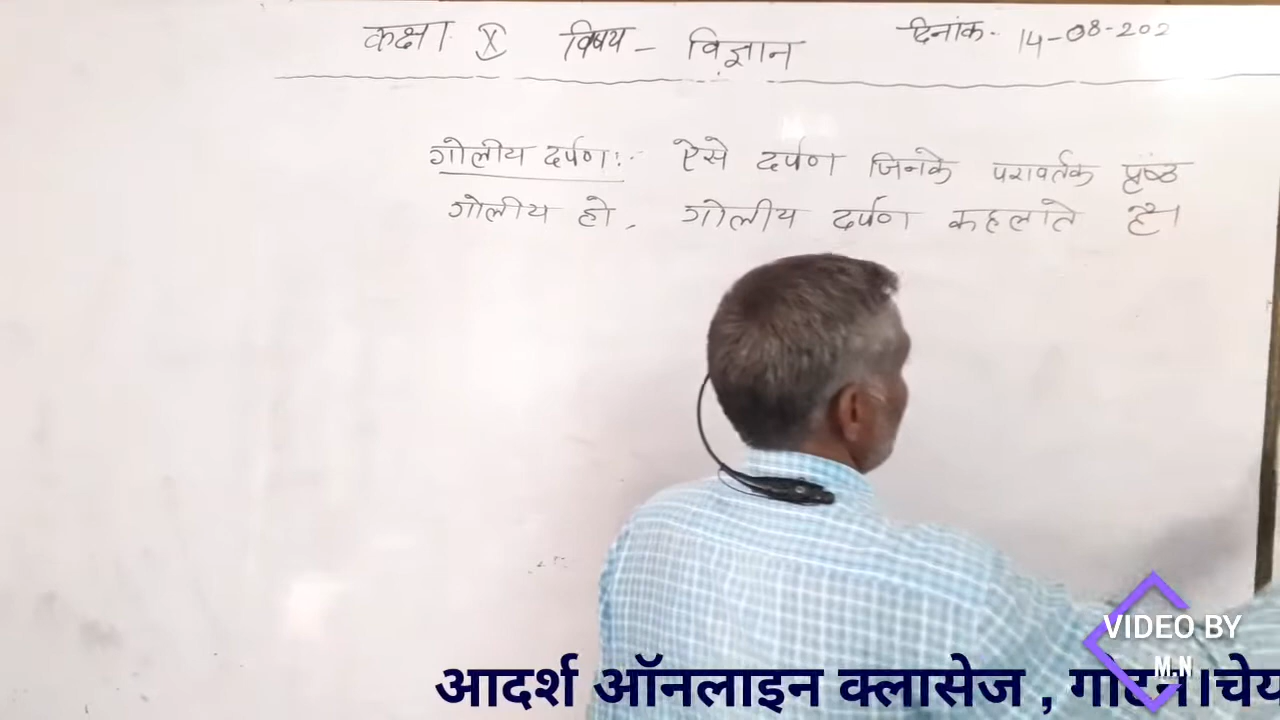 कक्षा. X विषय - विज्ञान दिनांक. 14-08-202
गोलीय दर्पण:- ऐसे दर्पण जिनके परावर्तक पृष्ठ
गोलीय हो, गोलीय दर्पण कहलाते है।
VIDEO BY
M.N
आदर्श ऑनलाइन क्लासेज ,